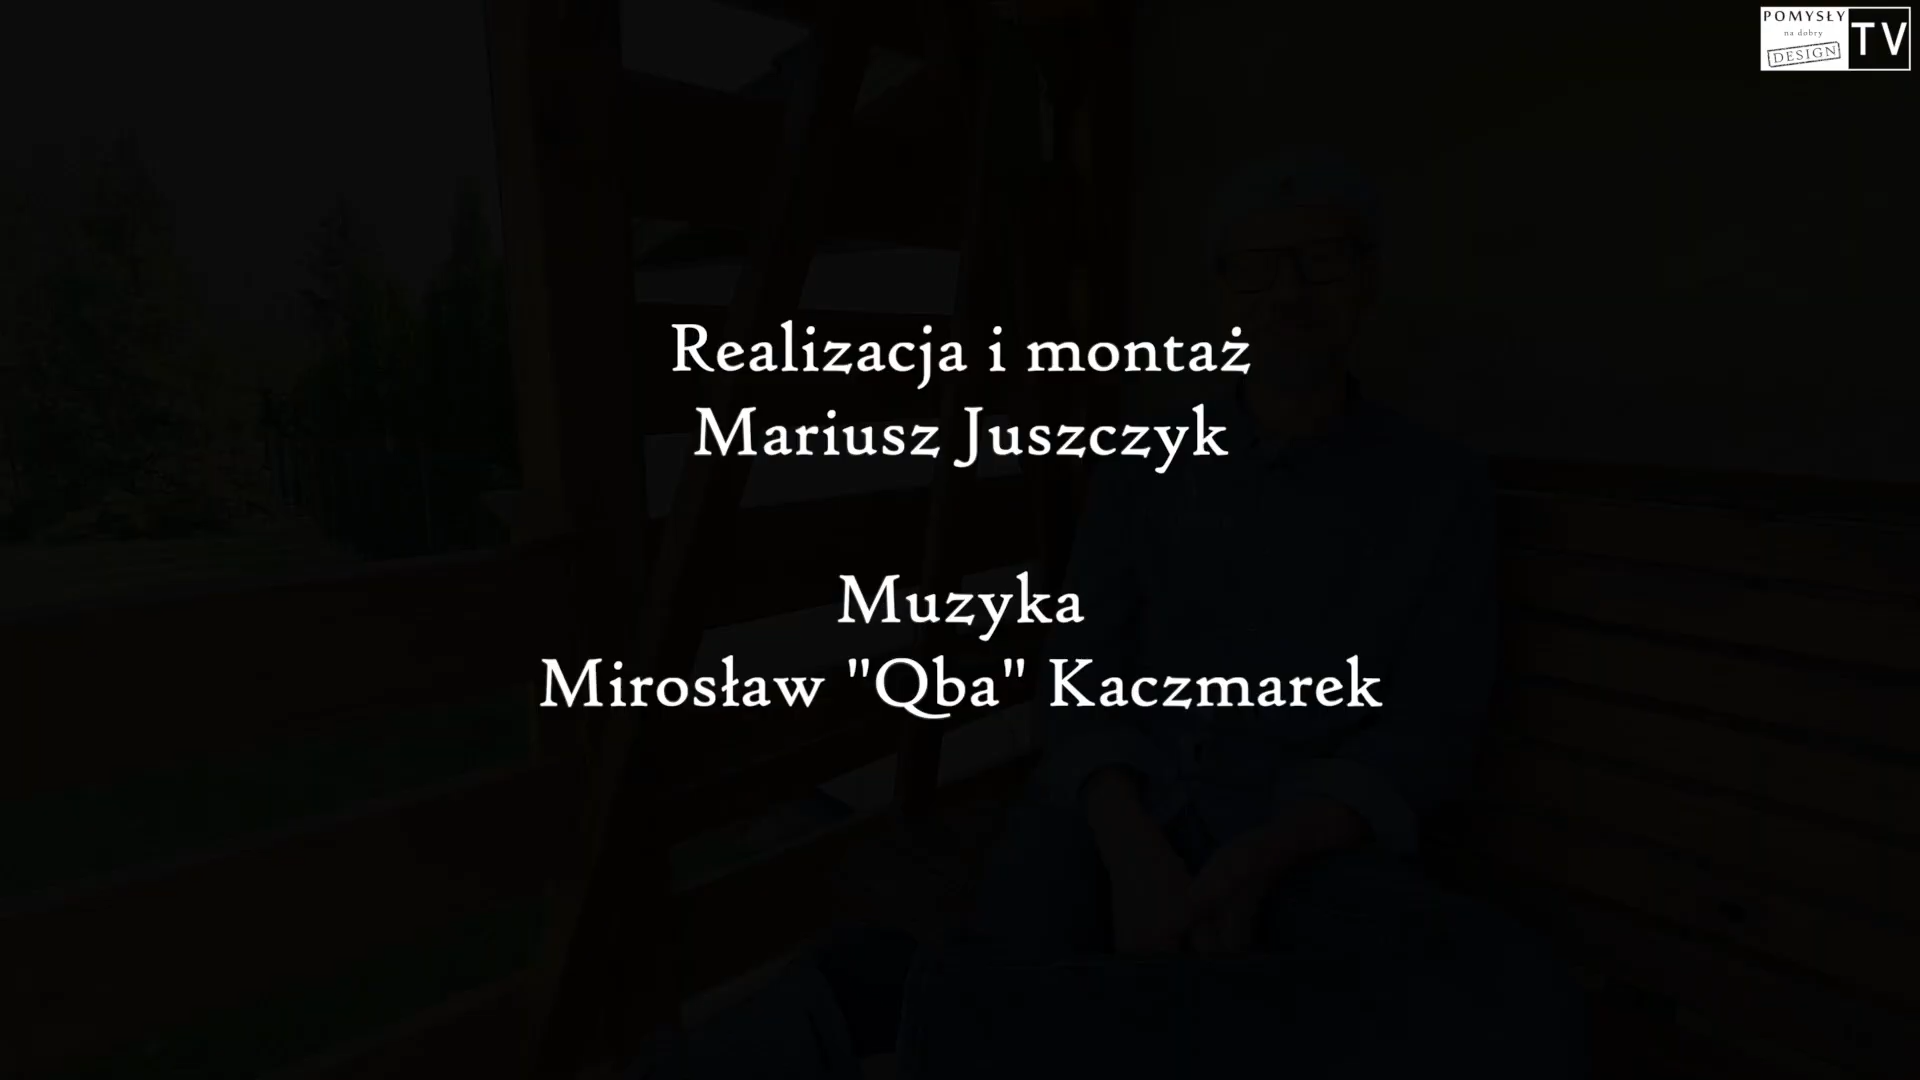 POMYSŁY
na dobry
DESIGN
TV
Realizacja i montaż
Mariusz Juszczyk
Muzyka
Mirosław "Qba" Kaczmarek